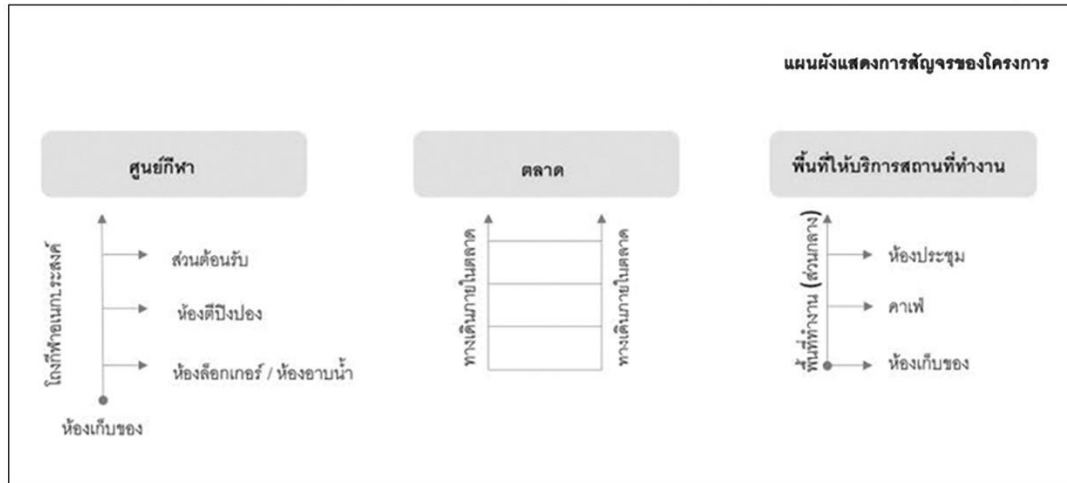 แผนผังแสดงการสัญจรของโครงการ
ศูนย์กีฬา
โถงกีฬาอเนกประสงค์
ส่วนต้อนรับ
ห้องตีปิงปอง
ห้องล็อกเกอร์ / ห้องอาบน้ำ
ห้องเก็บของ
ตลาด
ทางเดินภายในตลาด
ทางเดินภายในตลาด
พื้นที่ให้บริการสถานที่ทำงาน
พื้นที่ทำงาน (ส่วนกลาง)
ห้องประชุม
คาเฟ่
ห้องเก็บของ